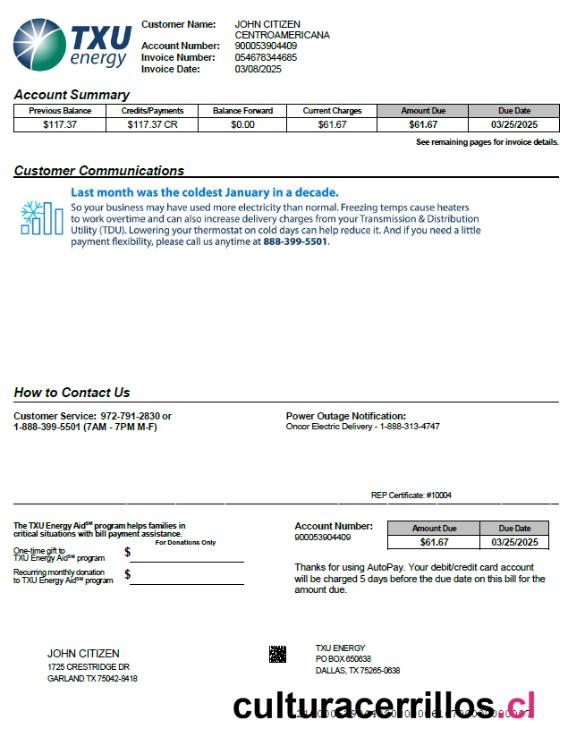 TXU
energy
Customer Name: JOHN CITIZEN
CENTROAMERICANA
Account Number: 900053904409
Invoice Number: 054678344685
Invoice Date: 03/08/2025
Account Summary
Previous Balance Credits/Payments Balance Forward Current Charges Amount Due Due Date
$117.37 $117.37 CR $0.00 $61.67 $61.67 03/25/2025
See remaining pages for invoice details.
Customer Communications
Last month was the coldest January in a decade.
So your business may have used more electricity than normal. Freezing temps cause heaters
to work overtime and can also increase delivery charges from your Transmission & Distribution
Utility (TDU). Lowering your thermostat on cold days can help reduce it. And if you need a little
payment flexibility, please call us anytime at 888-399-5501.
How to Contact Us
Customer Service: 972-791-2830 or
1-888-399-5501 (7AM - 7PM M-F)
Power Outage Notification:
Oncor Electric Delivery - 1-888-313-4747
REP Certificate: #10004
The TXU Energy Aid℠ program helps families in
critical situations with bill payment assistance.
For Donations Only
One-time gift to
TXU Energy Aid℠ program $
Recurring monthly donation
to TXU Energy Aid℠ program $
Account Number:
900053904409
Amount Due Due Date
$61.67 03/25/2025
Thanks for using AutoPay. Your debit/credit card account
will be charged 5 days before the due date on this bill for the
amount due.
JOHN CITIZEN
1725 CRESTRIDGE DR
GARLAND TX 75042-8418
TXU ENERGY
PO BOX 650638
DALLAS, TX 75265-0638
culturacerrillos.cl